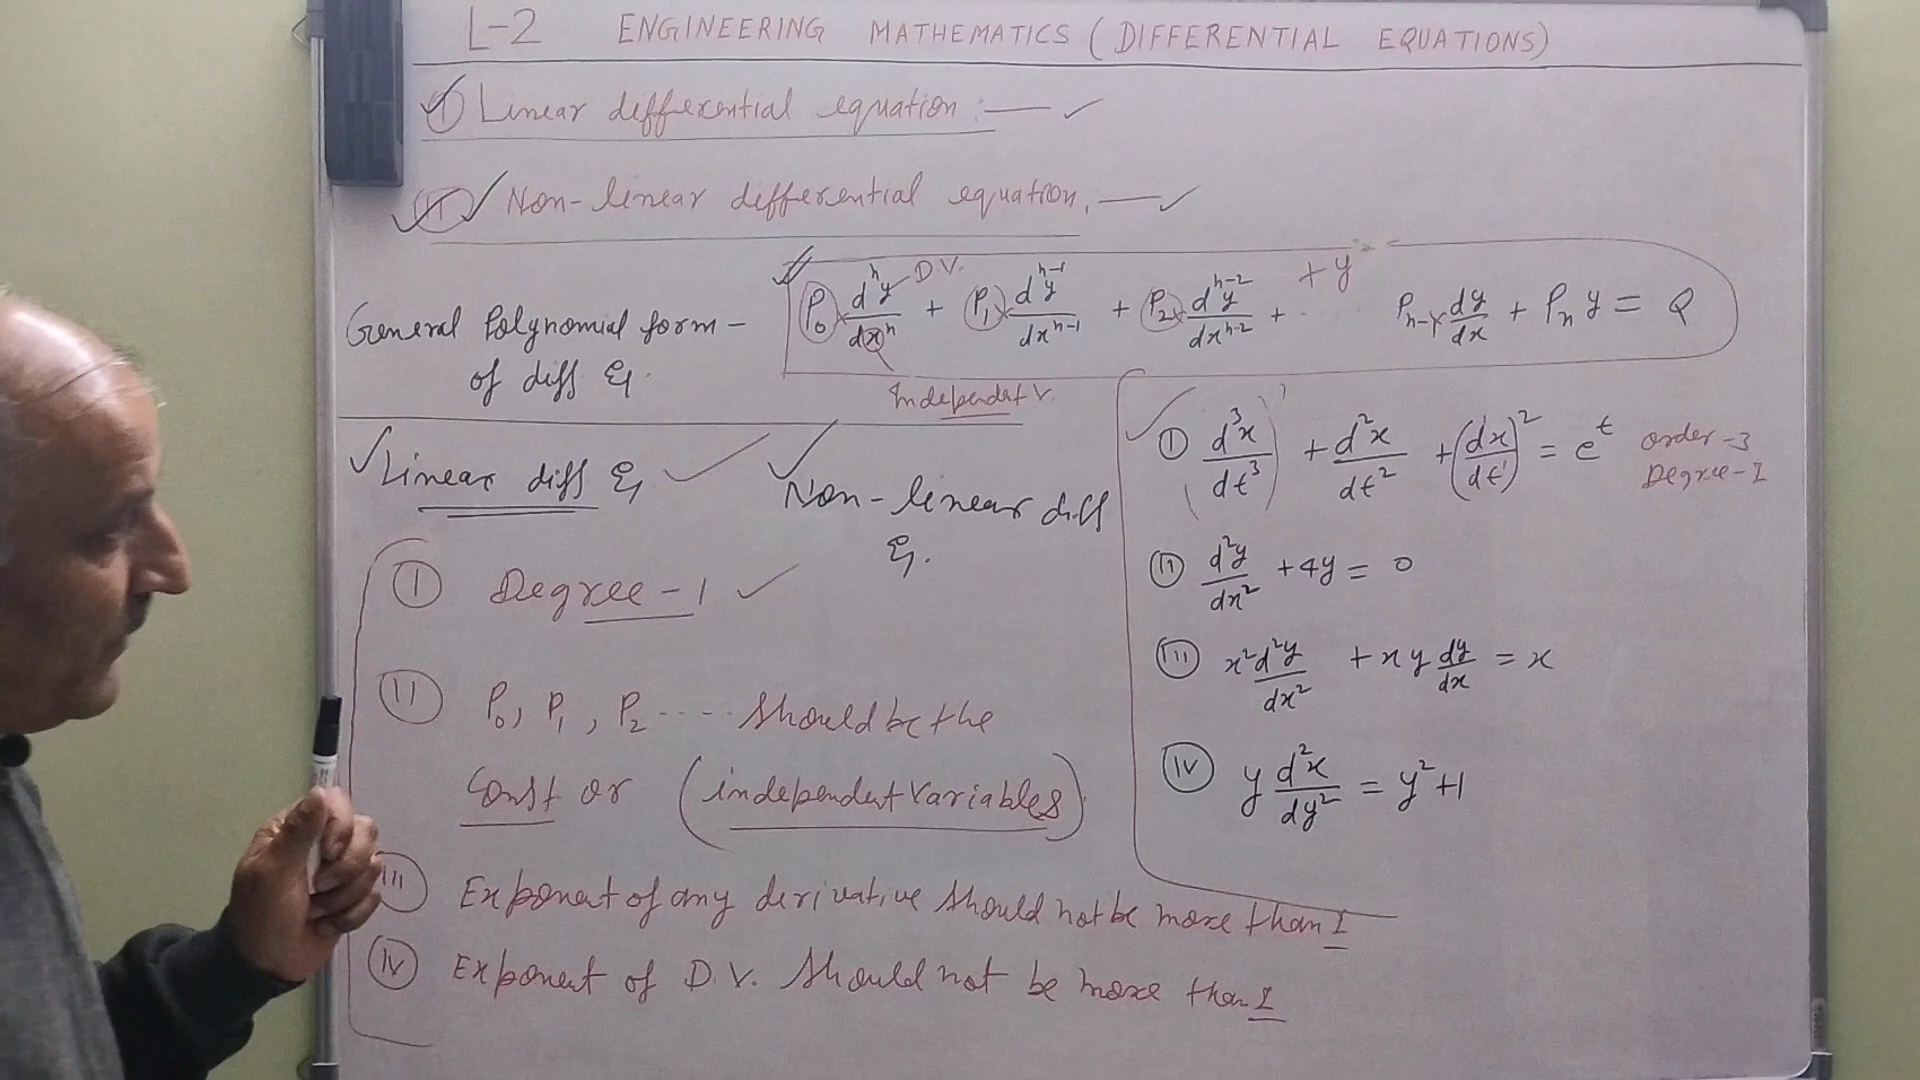 L-2 ENGINEERING MATHEMATICS (DIFFERENTIAL EQUATIONS)
(I) Linear differential equation :—
(II) Non-linear differential equation. —
General Polynomial form –
of diff Eq.
P₀ dⁿy/dxⁿ + P₁ dⁿ⁻¹y/dxⁿ⁻¹ + P₂ dⁿ⁻²y/dxⁿ⁻² + ..... Pₙ₋₁ dy/dx + Pₙ y = Q
D.V.
+ y
Independent V.
Linear diff Eq
Non-linear diff
Eq.
(I) Degree – 1
(II) P₀, P₁, P₂ ---- should be the
Const or (independent variables)
(III) Exponent of any derivative should not be more than 1
(IV) Exponent of D.V. should not be more than 1
(I) d³x/dt³ + d²x/dt² + (dx/dt)² = eᵗ
order – 3
Degree – 1
(II) d²y/dx² + 4y = 0
(III) x² d²y/dx² + xy dy/dx = x
(IV) y d²x/dy² = y² + 1